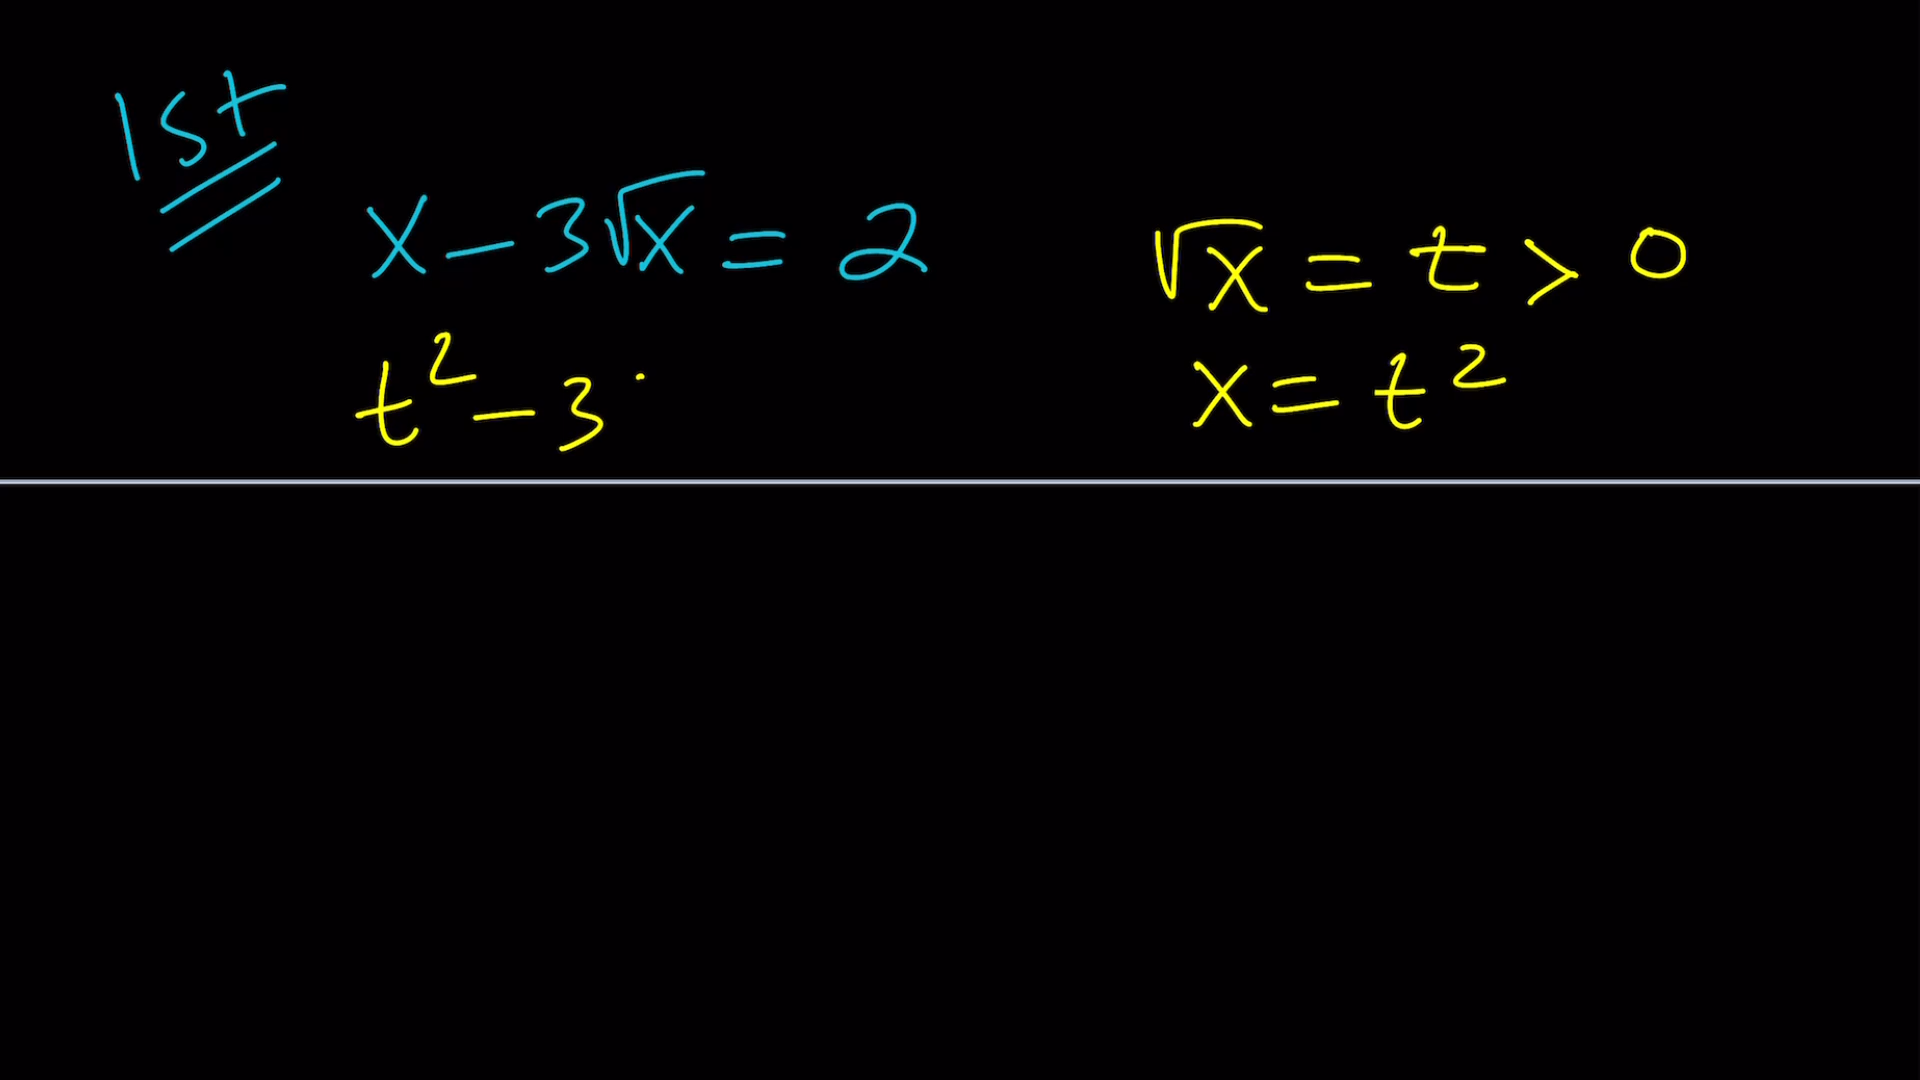 1st
x - 3√x = 2
√x = t > 0
t² - 3
x = t²